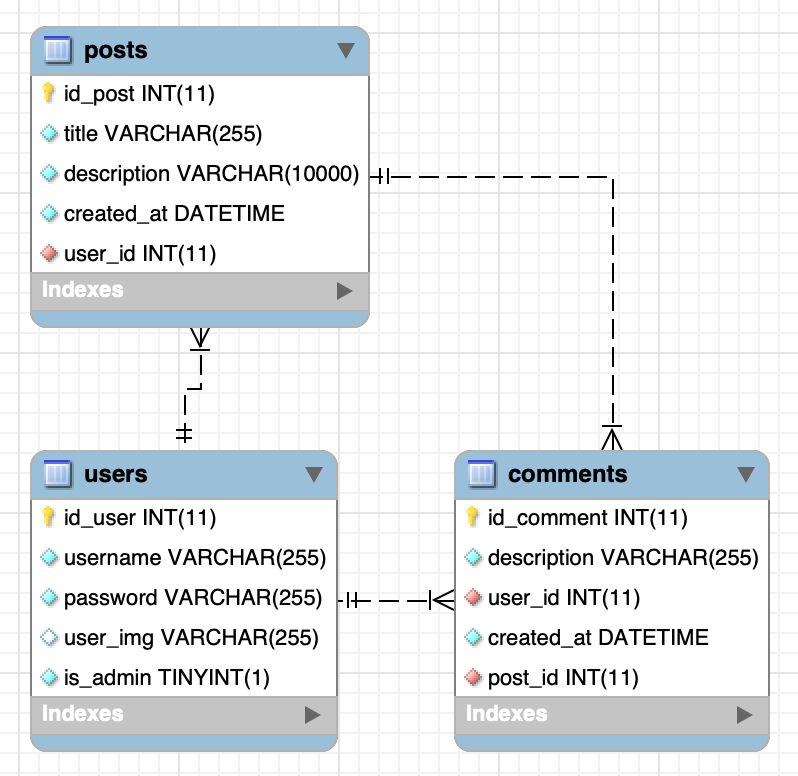 posts
id_post INT(11)
title VARCHAR(255)
description VARCHAR(10000)
created_at DATETIME
user_id INT(11)
Indexes
users
id_user INT(11)
username VARCHAR(255)
password VARCHAR(255)
user_img VARCHAR(255)
is_admin TINYINT(1)
Indexes
comments
id_comment INT(11)
description VARCHAR(255)
user_id INT(11)
created_at DATETIME
post_id INT(11)
Indexes